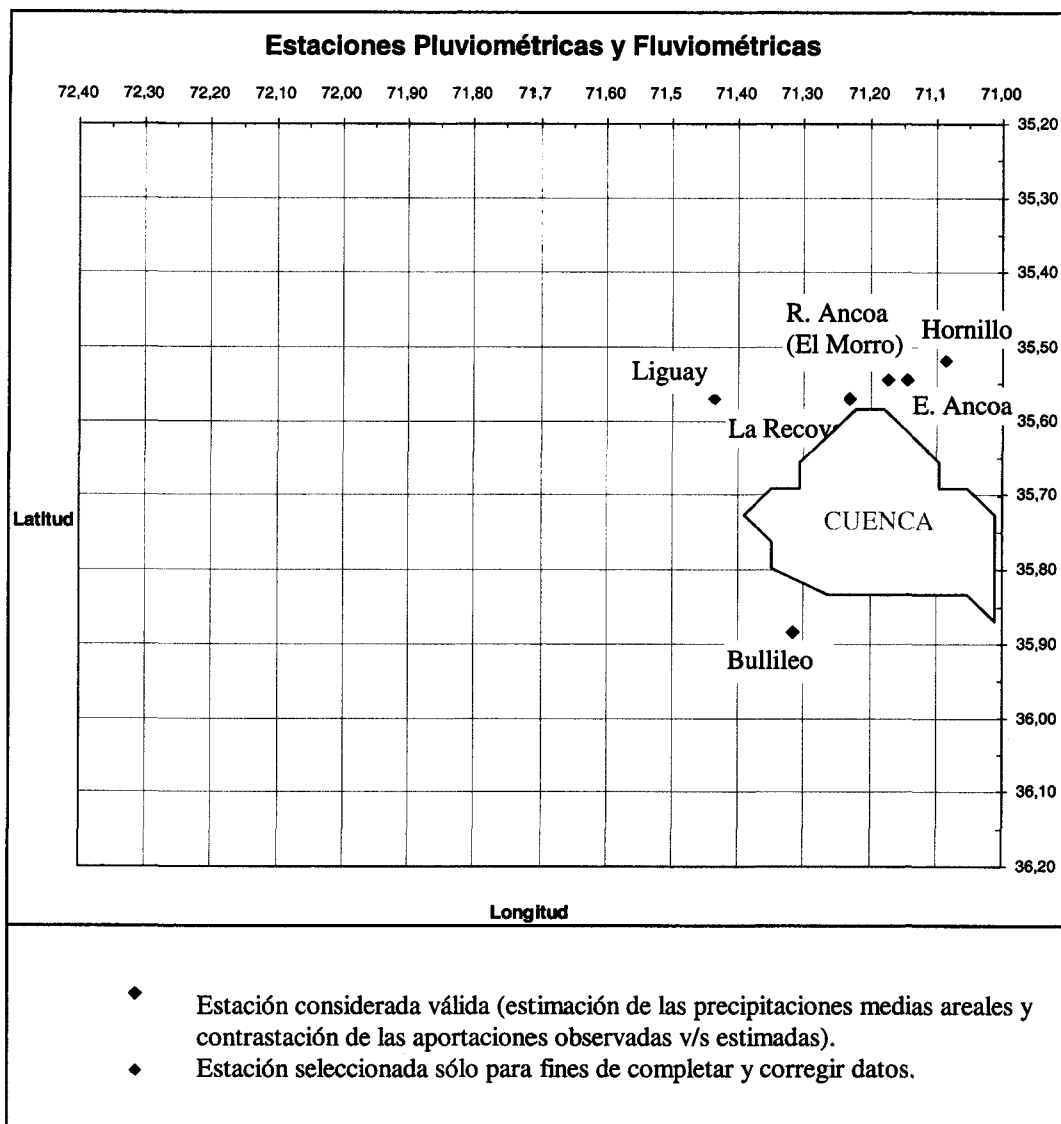 Estaciones Pluviométricas y Fluviométricas
72,40 72,30 72,20 72,10 72,00 71,90 71,80 71,7 71,60 71,5 71,40 71,30 71,20 71,1 71,00
35,20
35,30
35,40
R. Ancoa
(El Morro)
Hornillo
35,50
Liguay
E. Ancoa
La Recov
35,60
35,70
Latitud
CUENCA
35,80
35,90
Bullileo
36,00
36,10
36,20
Longitud
Estación considerada válida (estimación de las precipitaciones medias areales y
contrastación de las aportaciones observadas v/s estimadas).
Estación seleccionada sólo para fines de completar y corregir datos.